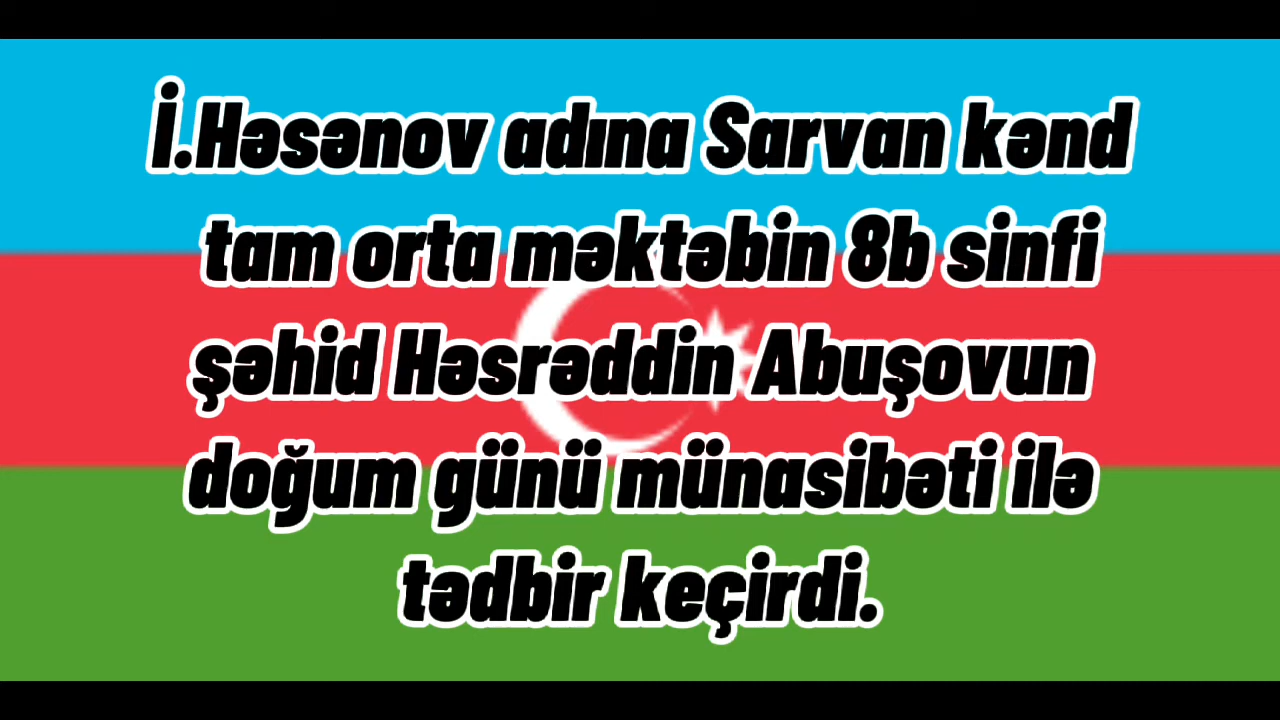 İ.Həsənov adına Sarvan kənd
tam orta məktəbin 8b sinfi
şəhid Həsrəddin Abuşovun
doğum günü münasibəti ilə
tədbir keçirdi.